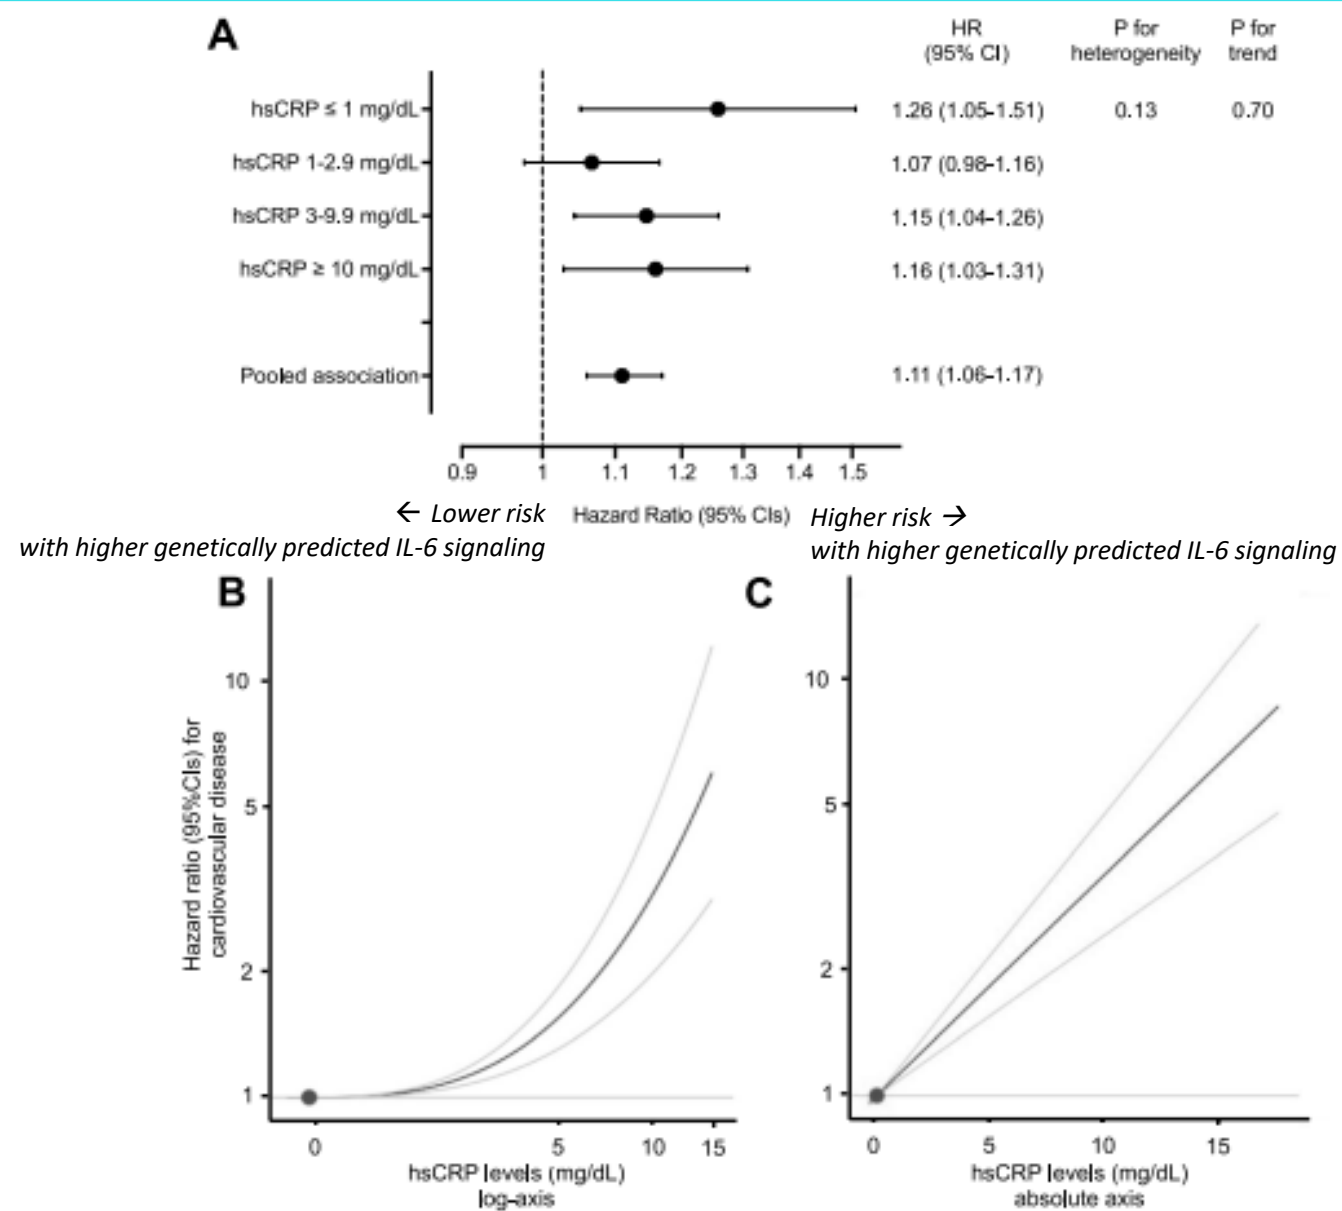 A
HR
(95% CI)
P for
heterogeneity
P for
trend
hsCRP ≤ 1 mg/dL
1.26 (1.05-1.51)
0.13
0.70
hsCRP 1-2.9 mg/dL
1.07 (0.98-1.16)
hsCRP 3-9.9 mg/dL
1.15 (1.04-1.26)
hsCRP ≥ 10 mg/dL
1.16 (1.03-1.31)
Pooled association
1.11 (1.06-1.17)
0.9 1 1.1 1.2 1.3 1.4 1.5
← Lower risk
with higher genetically predicted IL-6 signaling
Hazard Ratio (95% CIs)
Higher risk →
with higher genetically predicted IL-6 signaling
B
Hazard ratio (95%CIs) for
cardiovascular disease
10
5
2
1
0 5 10 15
hsCRP levels (mg/dL)
log-axis
C
10
5
2
1
0 5 10 15
hsCRP levels (mg/dL)
absolute axis